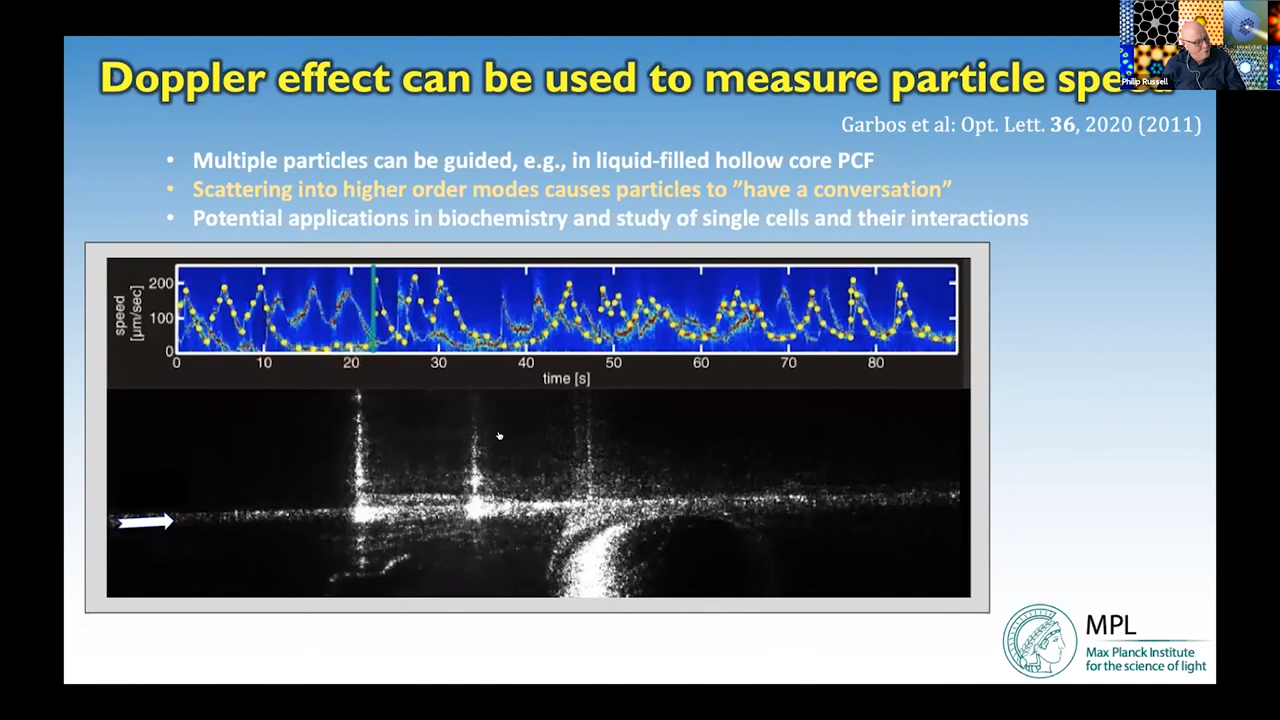 Doppler effect can be used to measure particle speed
Philip Russell
Garbos et al: Opt. Lett. 36, 2020 (2011)
• Multiple particles can be guided, e.g., in liquid-filled hollow core PCF
• Scattering into higher order modes causes particles to ”have a conversation”
• Potential applications in biochemistry and study of single cells and their interactions
speed
[µm/sec]
200
100
0
0 10 20 30 40 50 60 70 80
time [s]
MPL
Max Planck Institute
for the science of light